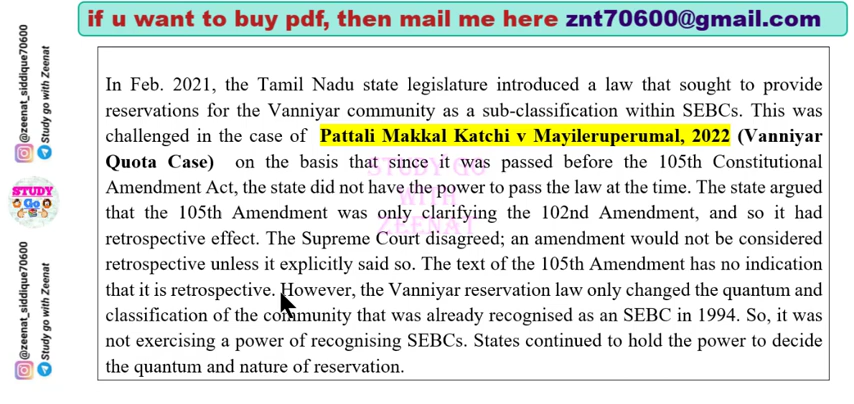 if u want to buy pdf, then mail me here znt70600@gmail.com
In Feb. 2021, the Tamil Nadu state legislature introduced a law that sought to provide
reservations for the Vanniyar community as a sub-classification within SEBCs. This was
challenged in the case of Pattali Makkal Katchi v Mayileruperumal, 2022 (Vanniyar
Quota Case) on the basis that since it was passed before the 105th Constitutional
Amendment Act, the state did not have the power to pass the law at the time. The state argued
that the 105th Amendment was only clarifying the 102nd Amendment, and so it had
retrospective effect. The Supreme Court disagreed; an amendment would not be considered
retrospective unless it explicitly said so. The text of the 105th Amendment has no indication
that it is retrospective. However, the Vanniyar reservation law only changed the quantum and
classification of the community that was already recognised as an SEBC in 1994. So, it was
not exercising a power of recognising SEBCs. States continued to hold the power to decide
the quantum and nature of reservation.
STUDY GO
WITH
ZEENAT
@zeenat_siddique70600
Study go with Zeenat
STUDY
Go
@zeenat_siddique70600
Study go with Zeenat